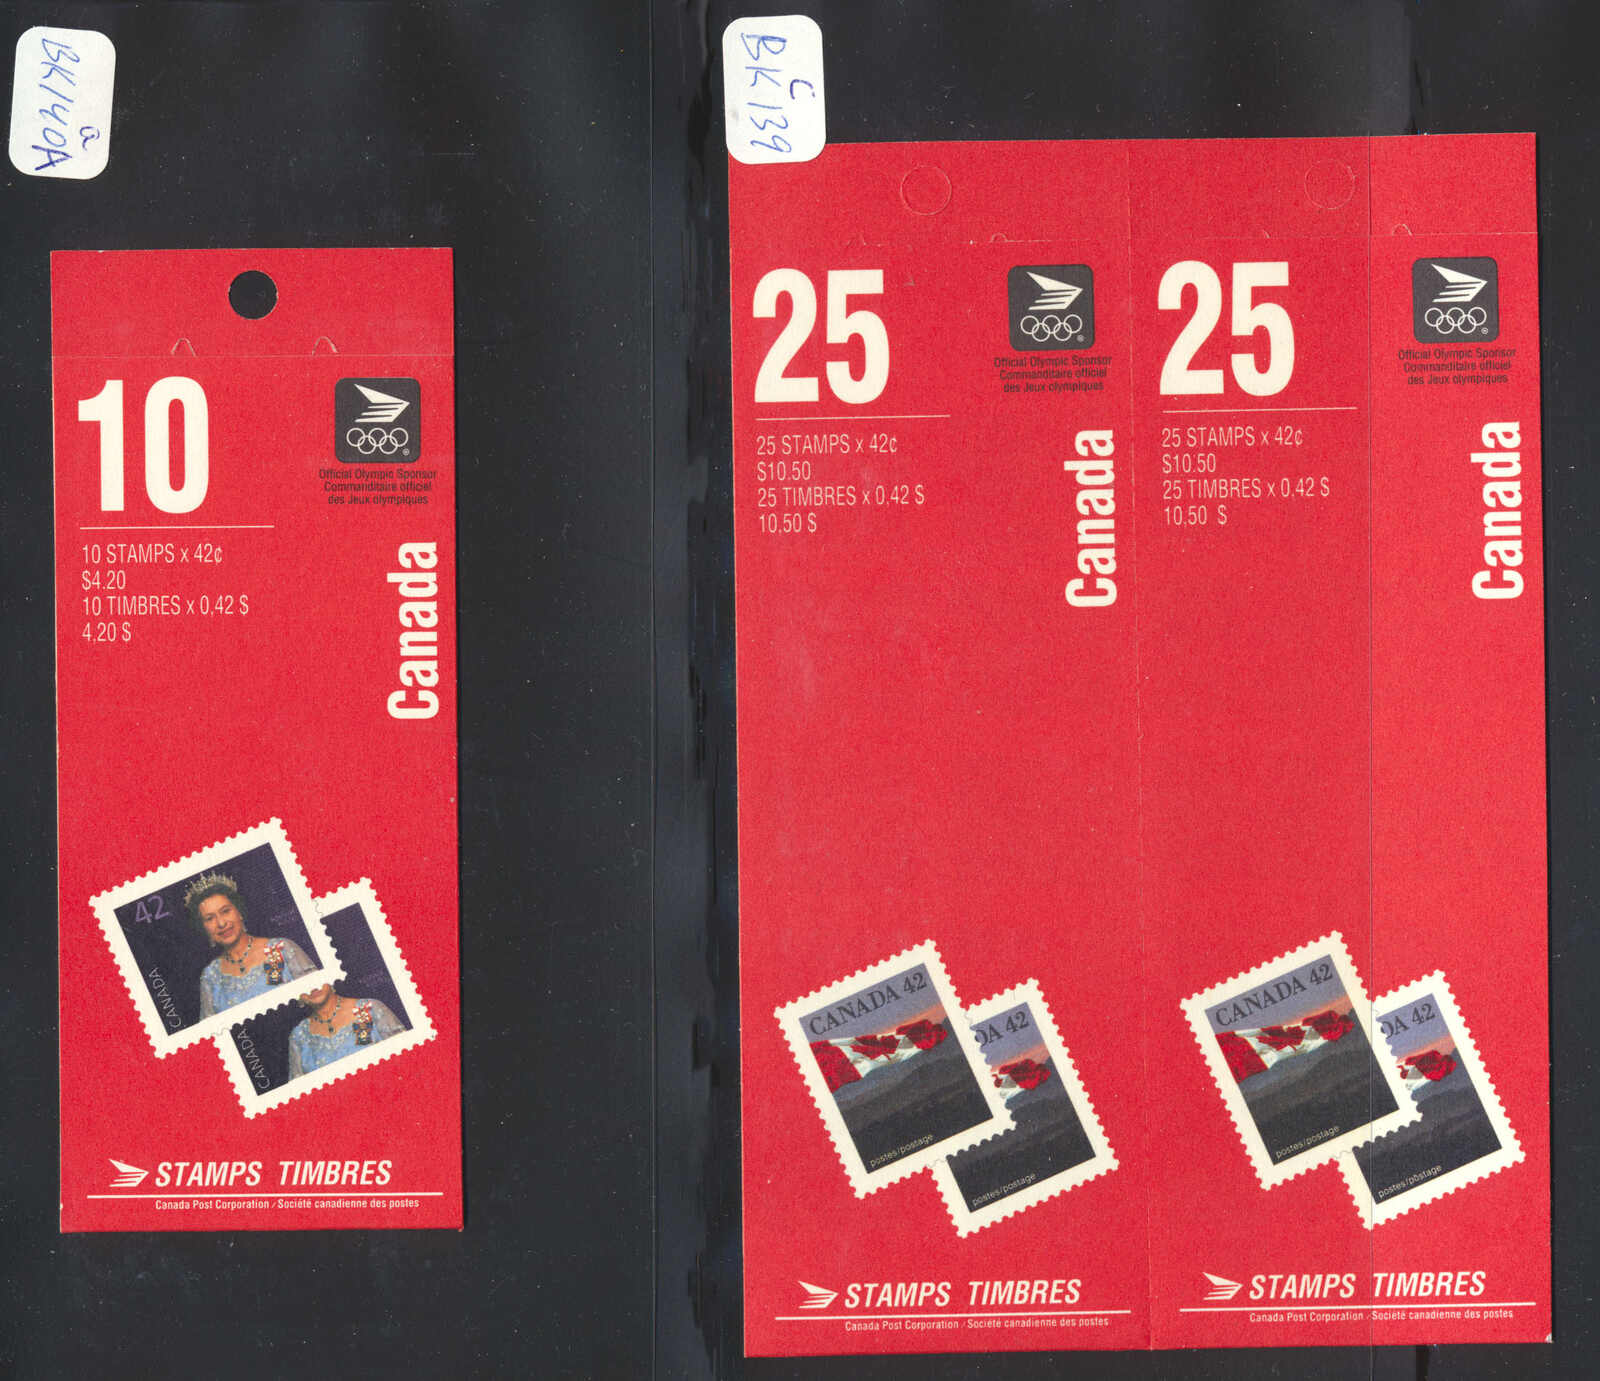 BK140A
a
10
Official Olympic Sponsor
Commanditaire officiel
des Jeux olympiques
10 STAMPS x 42¢
$4.20
10 TIMBRES x 0,42 $
4,20 $
Canada
42
CANADA
CANADA
STAMPS TIMBRES
Canada Post Corporation / Société canadienne des postes
BK139
c
25
Official Olympic Sponsor
Commanditaire officiel
des Jeux olympiques
25 STAMPS x 42¢
$10.50
25 TIMBRES x 0,42 $
10,50 $
Canada
CANADA 42
postes/postage
DA 42
postes/postage
STAMPS TIMBRES
Canada Post Corporation / Société canadienne des postes
25
Official Olympic Sponsor
Commanditaire officiel
des Jeux olympiques
25 STAMPS x 42¢
$10.50
25 TIMBRES x 0.42 $
10,50 $
Canada
CANADA 42
postes/postage
DA 42
postes/postage
STAMPS TIMBRES
Canada Post Corporation / Société canadienne des postes